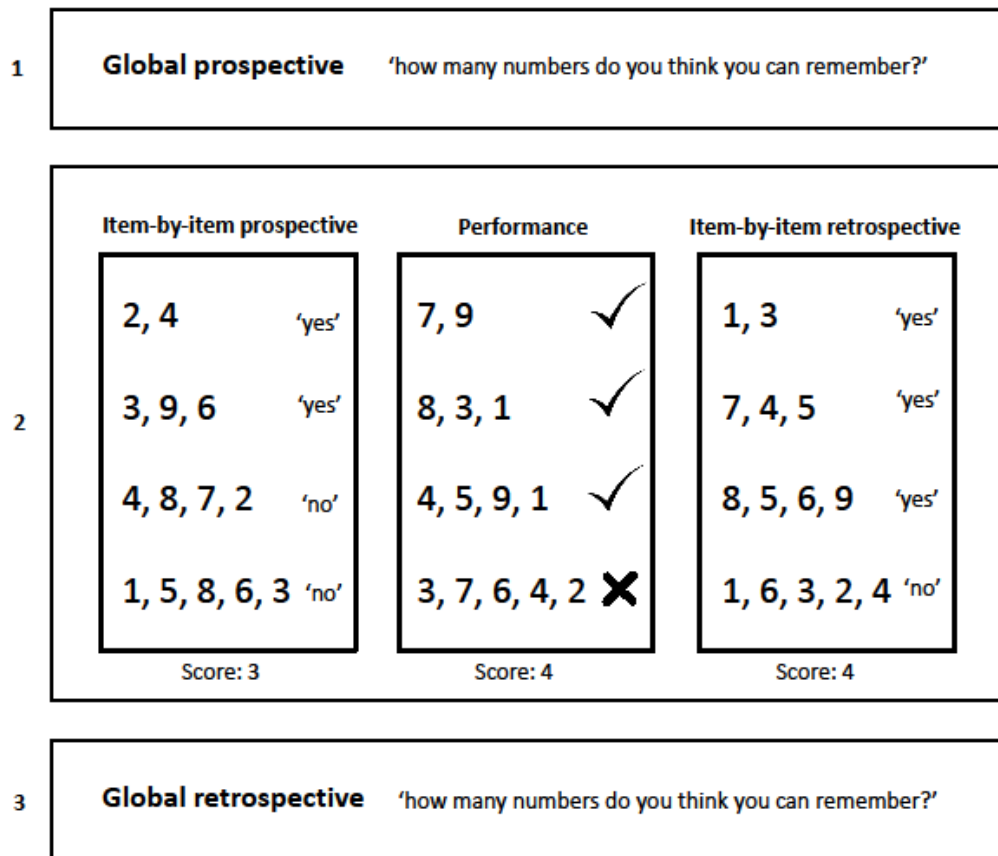 1 Global prospective ‘how many numbers do you think you can remember?’
2
Item-by-item prospective Performance Item-by-item retrospective
2, 4 ‘yes’ 7, 9 1, 3 ‘yes’
3, 9, 6 ‘yes’ 8, 3, 1 7, 4, 5 ‘yes’
4, 8, 7, 2 ‘no’ 4, 5, 9, 1 8, 5, 6, 9 ‘yes’
1, 5, 8, 6, 3 ‘no’ 3, 7, 6, 4, 2 1, 6, 3, 2, 4 ‘no’
Score: 3 Score: 4 Score: 4
3 Global retrospective ‘how many numbers do you think you can remember?’